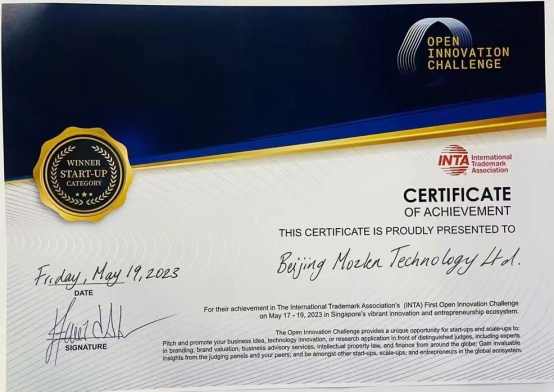 OPEN
INNOVATION
CHALLENGE
WINNER
START-UP
CATEGORY
INTA International
Trademark
Association
CERTIFICATE
OF ACHIEVEMENT
THIS CERTIFICATE IS PROUDLY PRESENTED TO
Beijing Mozlen Technology Ltd.
Friday, May 19, 2023
DATE
SIGNATURE
For their achievement in The International Trademark Association's (INTA) First Open Innovation Challenge
on May 17 - 19, 2023 in Singapore's vibrant innovation and entrepreneurship ecosystem.
The Open Innovation Challenge provides a unique opportunity for start-ups and scale-ups to:
Pitch and promote your business idea, technology innovation, or research application in front of distinguished judges, including experts
in branding, brand valuation, business advisory services, intellectual property law, and finance from around the globe; Gain invaluable
insights from the judging panels and your peers; and be amongst other start-ups, scale-ups, and entrepreneurs in the global ecosystem.